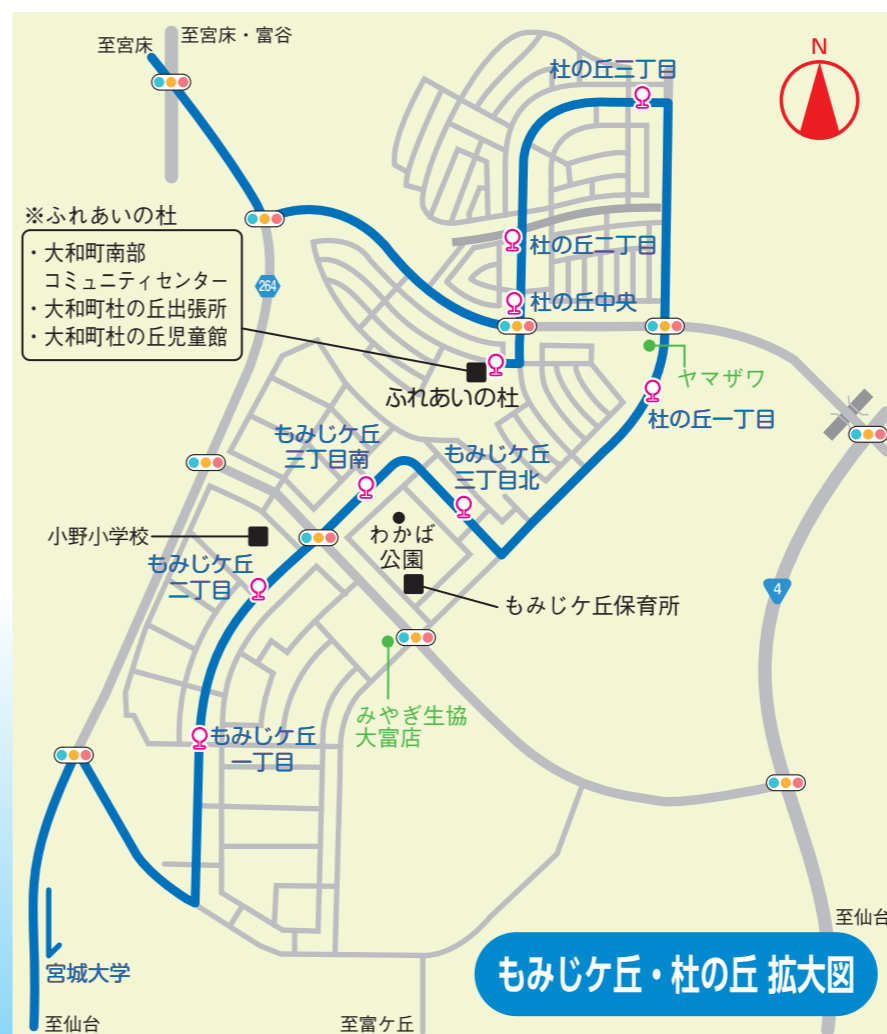 至宮床
至宮床・富谷
N
杜の丘三丁目
※ふれあいの杜
・大和町南部
コミュニティセンター
・大和町杜の丘出張所
・大和町杜の丘児童館
264
杜の丘二丁目
杜の丘中央
ヤマザワ
ふれあいの杜
杜の丘一丁目
もみじケ丘
三丁目南
もみじケ丘
三丁目北
小野小学校
わかば
公園
もみじケ丘
二丁目
4
もみじケ丘保育所
みやぎ生協
大富店
もみじケ丘
一丁目
至仙台
宮城大学
もみじケ丘・杜の丘 拡大図
至仙台
至富ケ丘